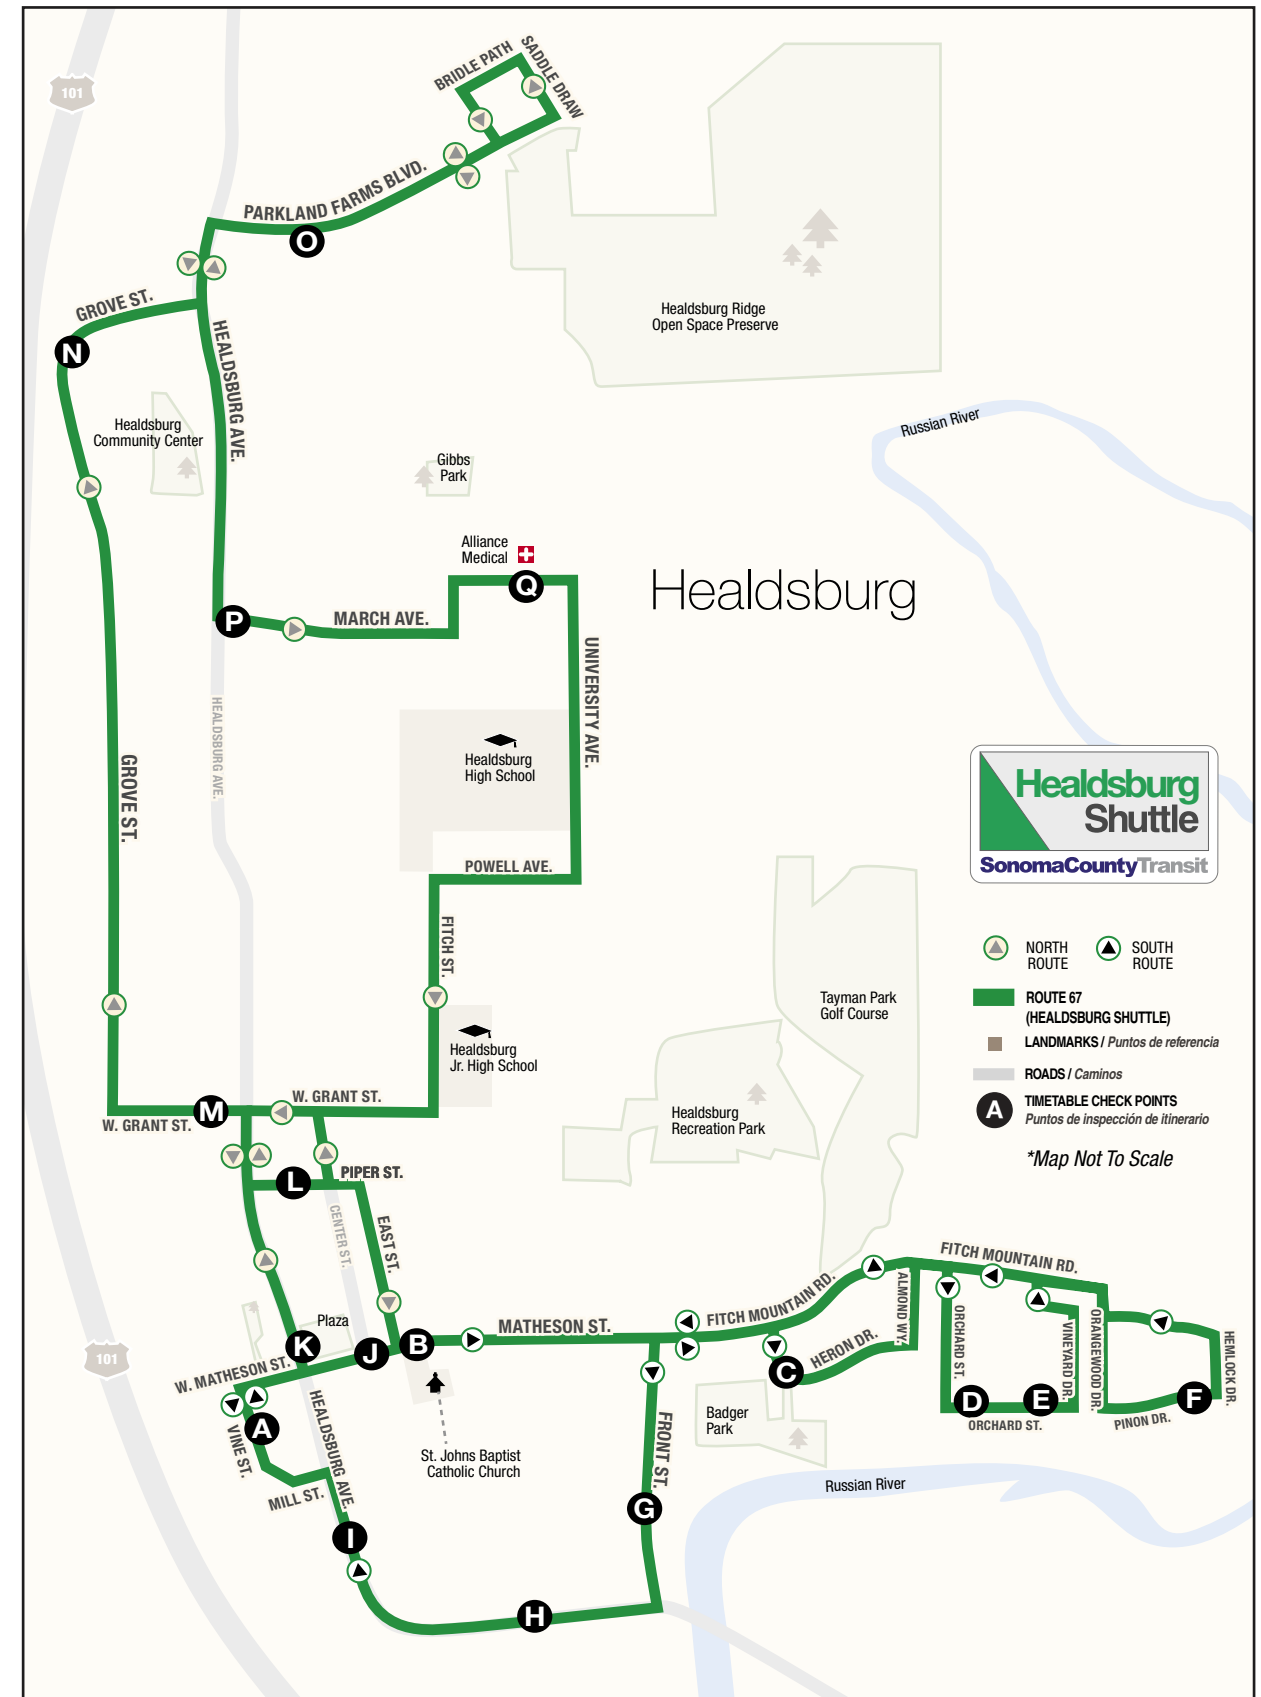 101
BRIDLE PATH
SADDLE DRAW
PARKLAND FARMS BLVD.
O
GROVE ST.
N
HEALDSBURG AVE.
Healdsburg Ridge
Open Space Preserve
Healdsburg
Community Center
Russian River
Gibbs
Park
Alliance
Medical
Q
Healdsburg
P
MARCH AVE.
UNIVERSITY AVE.
HEALDSBURG AVE.
GROVE ST.
Healdsburg
High School
Healdsburg
Shuttle
SonomaCountyTransit
POWELL AVE.
FITCH ST.
NORTH
ROUTE
SOUTH
ROUTE
ROUTE 67
(HEALDSBURG SHUTTLE)
LANDMARKS / Puntos de referencia
ROADS / Caminos
A
TIMETABLE CHECK POINTS
Puntos de inspección de itinerario
*Map Not To Scale
Tayman Park
Golf Course
Healdsburg
Jr. High School
Healdsburg
Recreation Park
W. GRANT ST.
M
W. GRANT ST.
L
PIPER ST.
CENTER ST.
EAST ST.
Plaza
K
J
B
MATHESON ST.
W. MATHESON ST.
101
FITCH MOUNTAIN RD.
FITCH MOUNTAIN RD.
ALMOND WY.
HERON DR.
C
ORCHARD ST.
VINEYARD DR.
ORANGEWOOD DR.
HEMLOCK DR.
D
E
F
ORCHARD ST.
PINON DR.
Badger
Park
A
VINE ST.
MILL ST.
HEALDSBURG AVE.
St. Johns Baptist
Catholic Church
FRONT ST.
G
Russian River
I
H